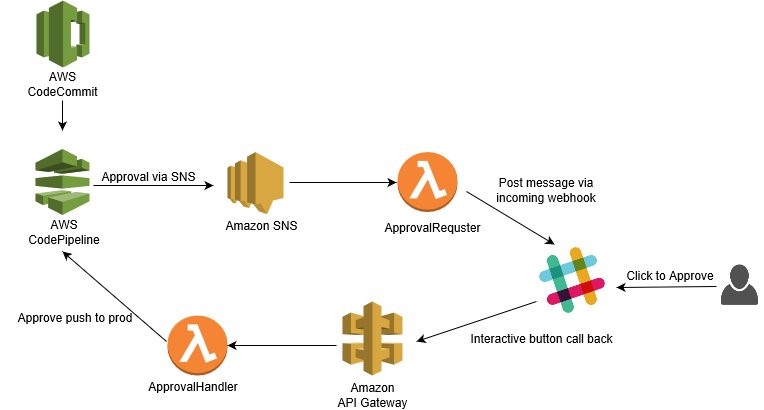 AWS
CodeCommit
Approval via SNS
AWS
CodePipeline
Amazon SNS
ApprovalRequster
Post message via
incoming webhook
Click to Approve
Interactive button call back
Approve push to prod
ApprovalHandler
Amazon
API Gateway